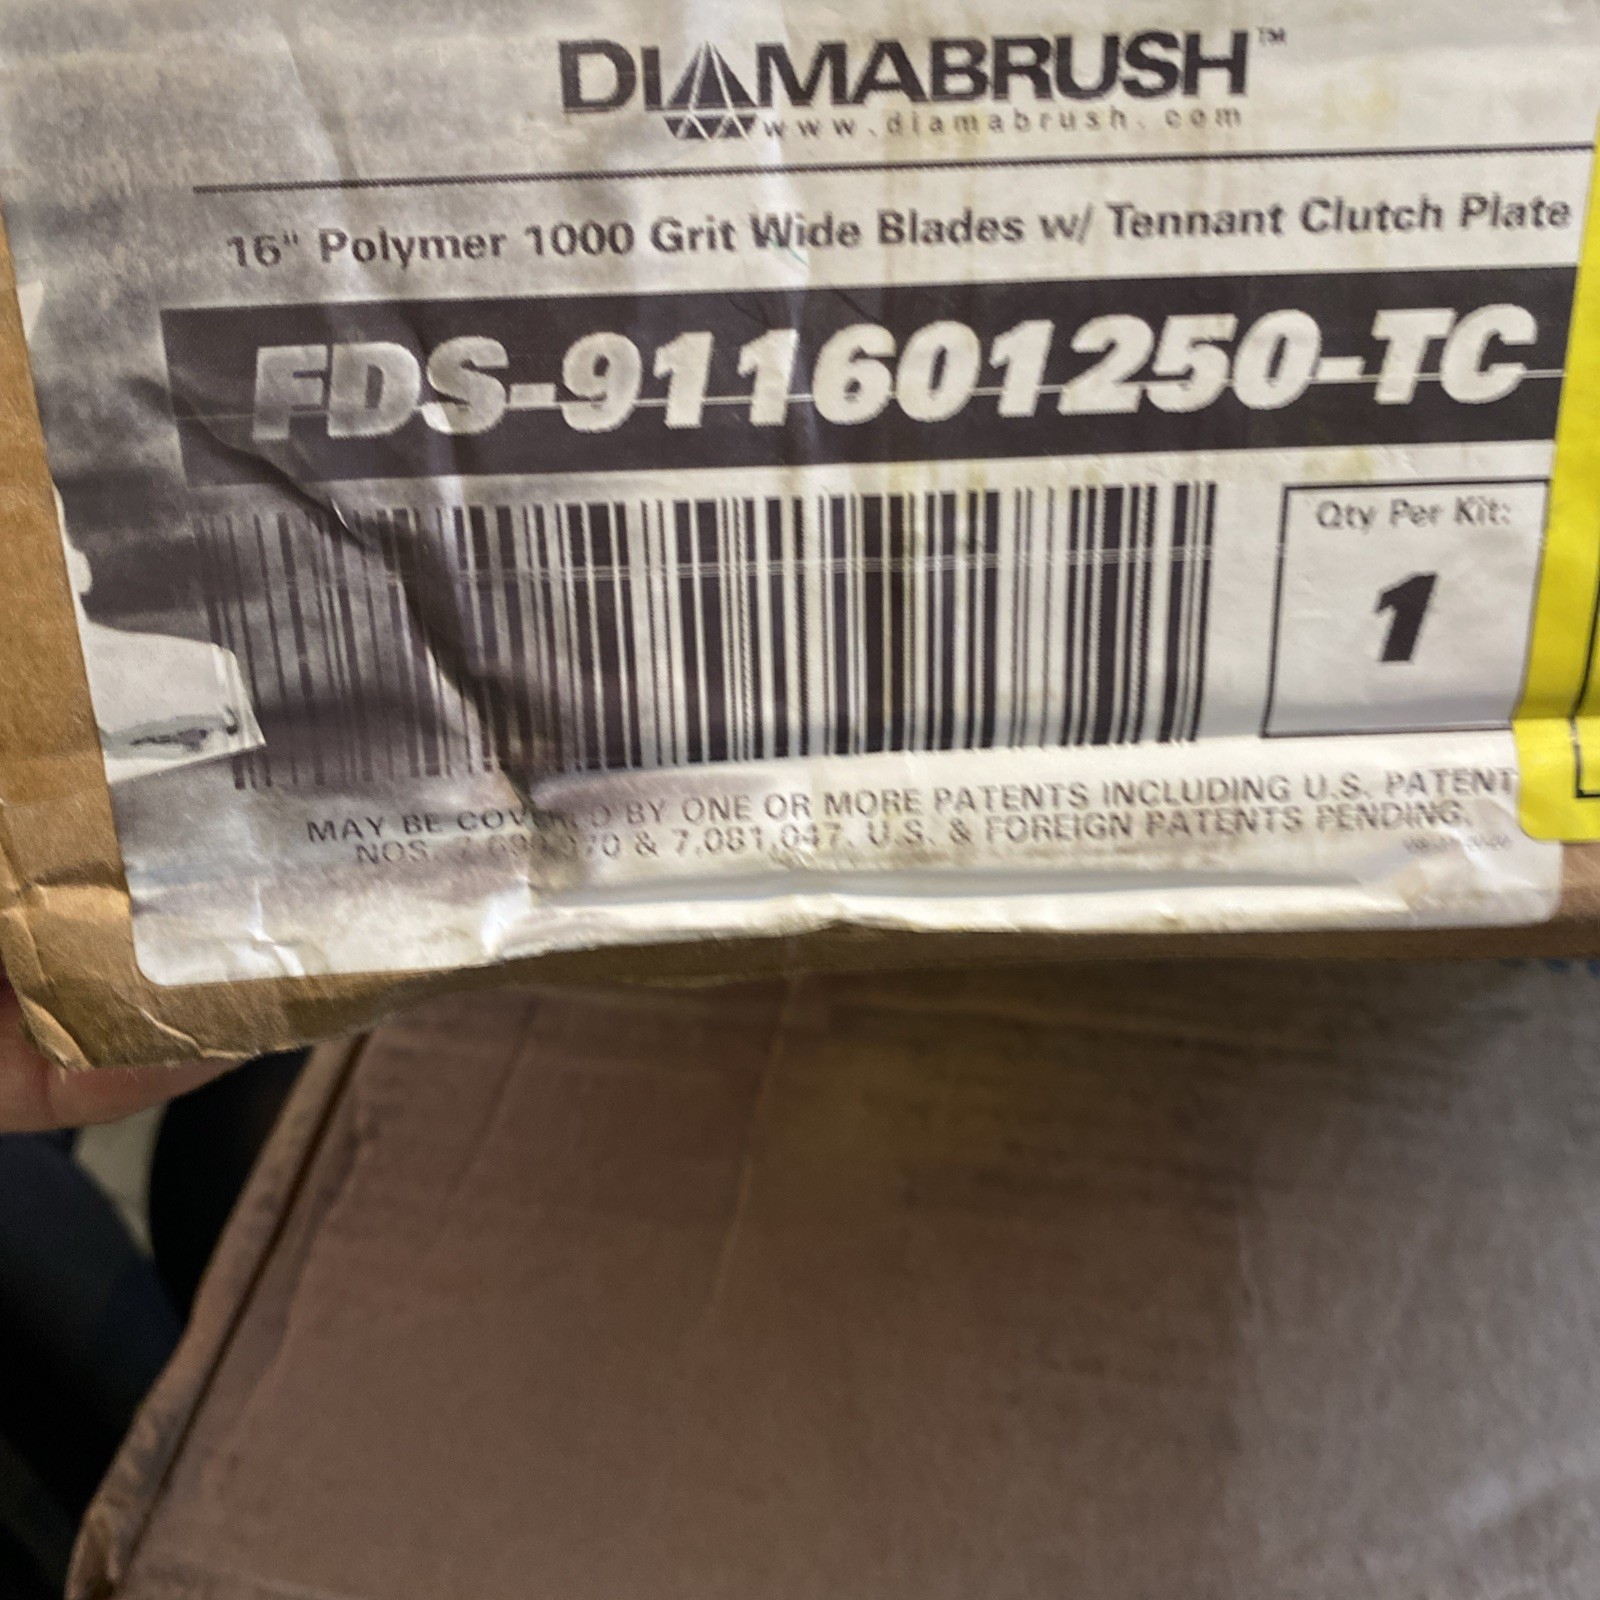 DIAMABRUSH™
www.diamabrush.com
16" Polymer 1000 Grit Wide Blades w/ Tennant Clutch Plate
FDS-911601250-TC
Qty Per Kit:
1
MAY BE BY ONE OR MORE PATENTS INCLUDING U.S. PATENT
NOS. & 7,081,047. U.S. & FOREIGN PATENTS PENDING.